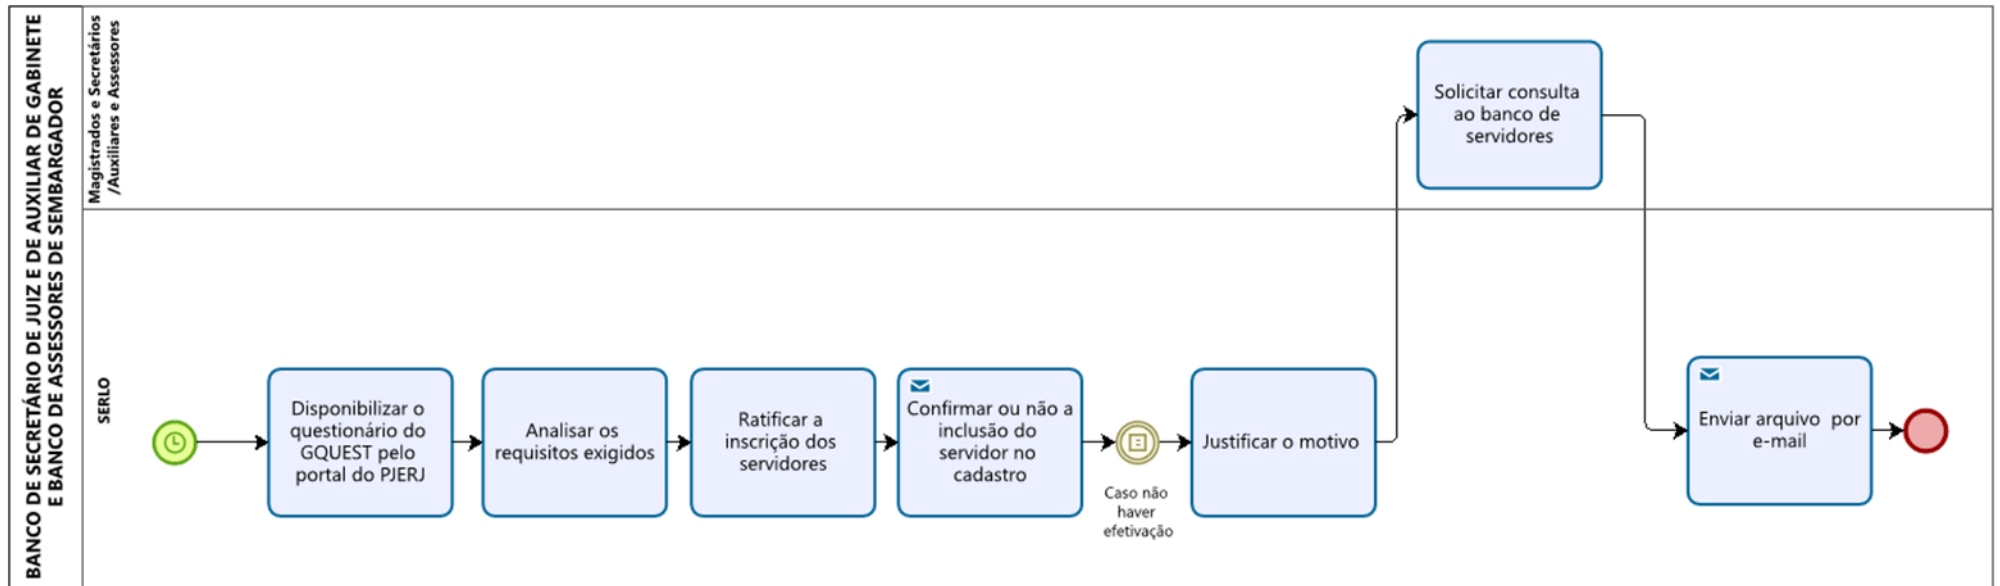 BANCO DE SECRETÁRIO DE JUIZ E DE AUXILIAR DE GABINETE
E BANCO DE ASSESSORES DE SEMBARGADOR
Magistrados e Secretários
/Auxiliares e Assessores
Solicitar consulta
ao banco de
servidores
SERLO
Disponibilizar o
questionário do
GQUEST pelo
portal do PJERJ
Analisar os
requisitos exigidos
Ratificar a
inscrição dos
servidores
Confirmar ou não a
inclusão do
servidor no
cadastro
Caso não
haver
efetivação
Justificar o motivo
Enviar arquivo por
e-mail